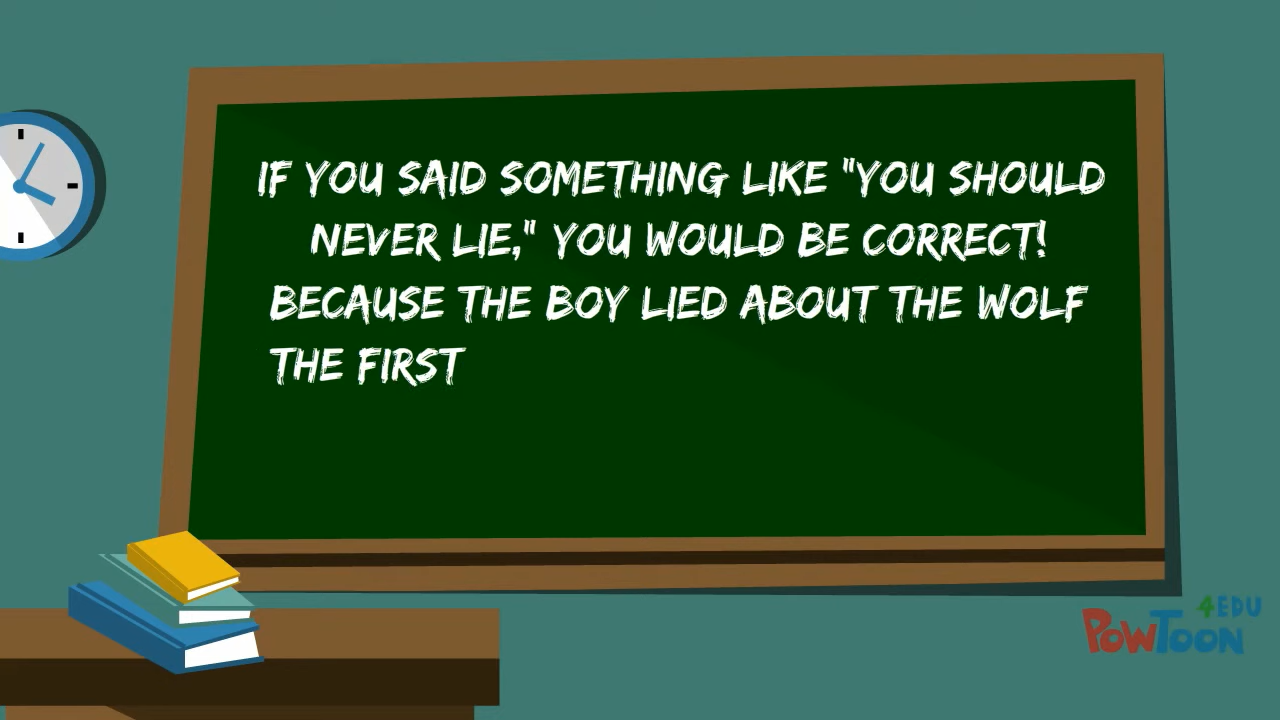 IF YOU SAID SOMETHING LIKE "YOU SHOULD
NEVER LIE," YOU WOULD BE CORRECT!
BECAUSE THE BOY LIED ABOUT THE WOLF
THE FIRST
4EDU
POWTOON